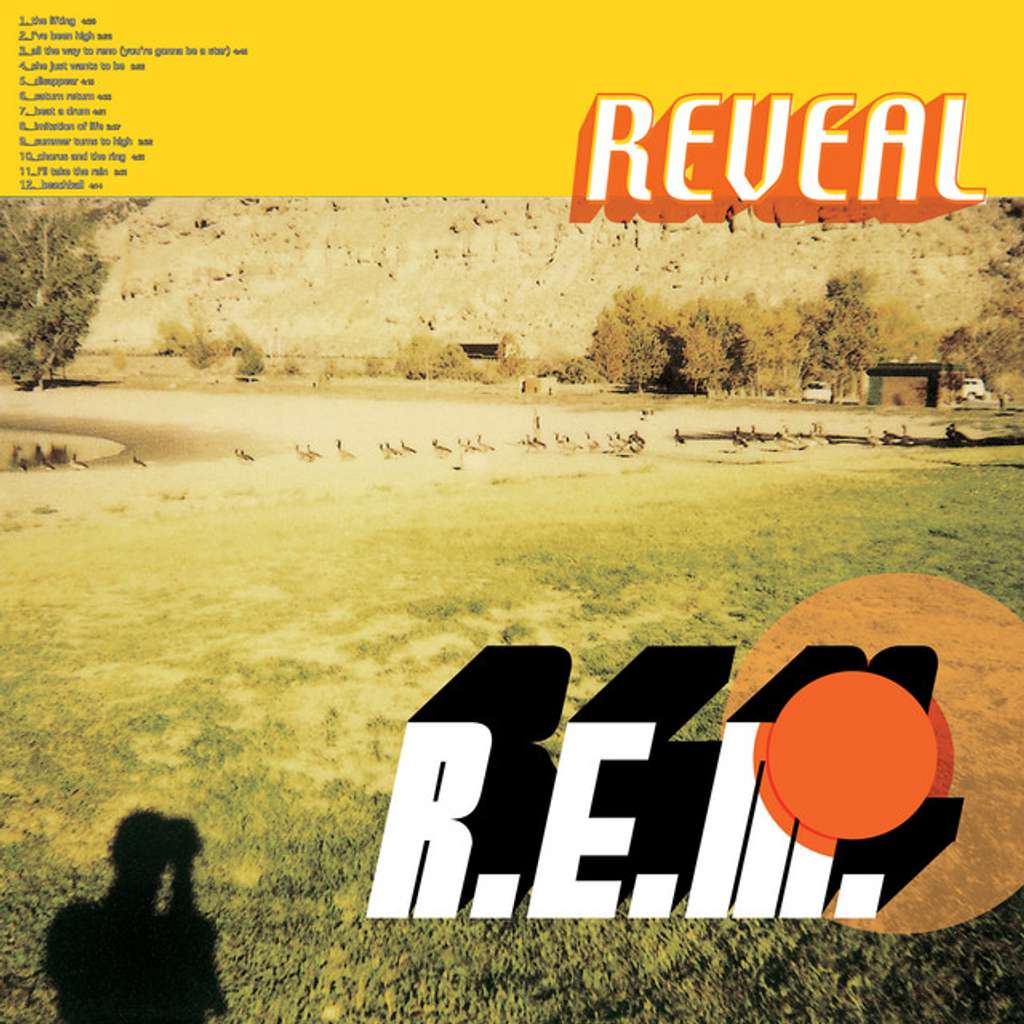 1._the lifting 4:39
2._I've been high
3._all the way to reno (you're gonna be a star)
4._she just wants to be
5._disappear
6._saturn return
7._beat a drum
8._imitation of life
9._summer turns to high
10._chorus and the ring
11._I'll take the rain
12._beachball
REVEAL
R.E.M.